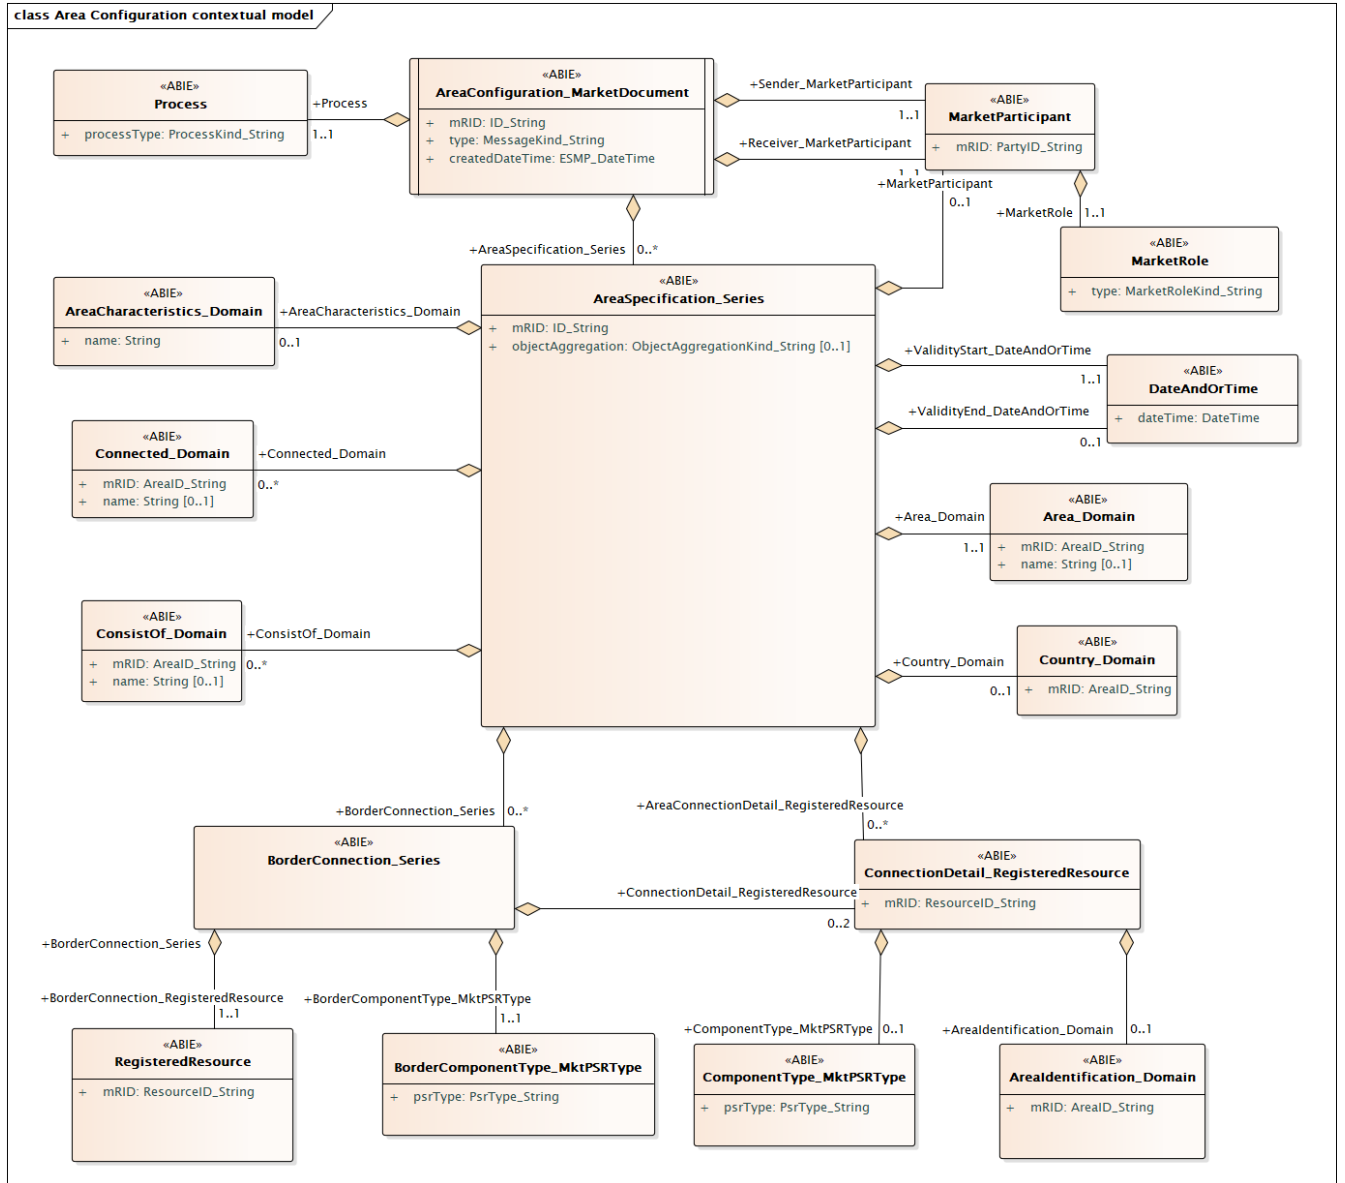 class Area Configuration contextual model
«ABIE»
Process
+ processType: ProcessKind_String
+Process
1..1
«ABIE»
AreaConfiguration_MarketDocument
+ mRID: ID_String
+ type: MessageKind_String
+ createdDateTime: ESMP_DateTime
+Sender_MarketParticipant
1..1
+Receiver_MarketParticipant
1..1
«ABIE»
MarketParticipant
+ mRID: PartyID_String
+MarketParticipant
0..1
+MarketRole
1..1
«ABIE»
MarketRole
+ type: MarketRoleKind_String
+AreaSpecification_Series
0..*
«ABIE»
AreaSpecification_Series
+ mRID: ID_String
+ objectAggregation: ObjectAggregationKind_String [0..1]
«ABIE»
AreaCharacteristics_Domain
+ name: String
+AreaCharacteristics_Domain
0..1
+ValidityStart_DateAndOrTime
1..1
+ValidityEnd_DateAndOrTime
0..1
«ABIE»
DateAndOrTime
+ dateTime: DateTime
«ABIE»
Connected_Domain
+ mRID: AreaID_String
+ name: String [0..1]
+Connected_Domain
0..*
+Area_Domain
1..1
«ABIE»
Area_Domain
+ mRID: AreaID_String
+ name: String [0..1]
«ABIE»
ConsistOf_Domain
+ mRID: AreaID_String
+ name: String [0..1]
+ConsistOf_Domain
0..*
+Country_Domain
0..1
«ABIE»
Country_Domain
+ mRID: AreaID_String
+BorderConnection_Series
0..*
+AreaConnectionDetail_RegisteredResource
0..*
«ABIE»
BorderConnection_Series
+ConnectionDetail_RegisteredResource
0..2
«ABIE»
ConnectionDetail_RegisteredResource
+ mRID: ResourceID_String
+BorderConnection_Series
+BorderConnection_RegisteredResource
1..1
+BorderComponentType_MktPSRType
1..1
+ComponentType_MktPSRType
0..1
+AreaIdentification_Domain
0..1
«ABIE»
RegisteredResource
+ mRID: ResourceID_String
«ABIE»
BorderComponentType_MktPSRType
+ psrType: PsrType_String
«ABIE»
ComponentType_MktPSRType
+ psrType: PsrType_String
«ABIE»
AreaIdentification_Domain
+ mRID: AreaID_String